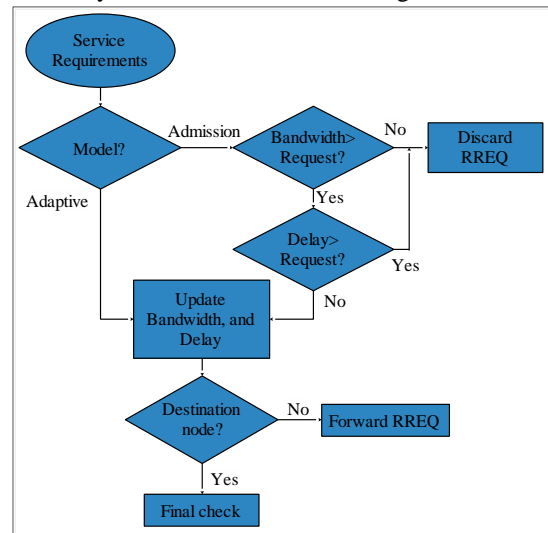 Service
Requirements
Model?
Admission
Bandwidth>
Request?
No
Discard
RREQ
Adaptive
Yes
Delay>
Request?
Yes
No
Update
Bandwidth, and
Delay
Destination
node?
No
Forward RREQ
Yes
Final check